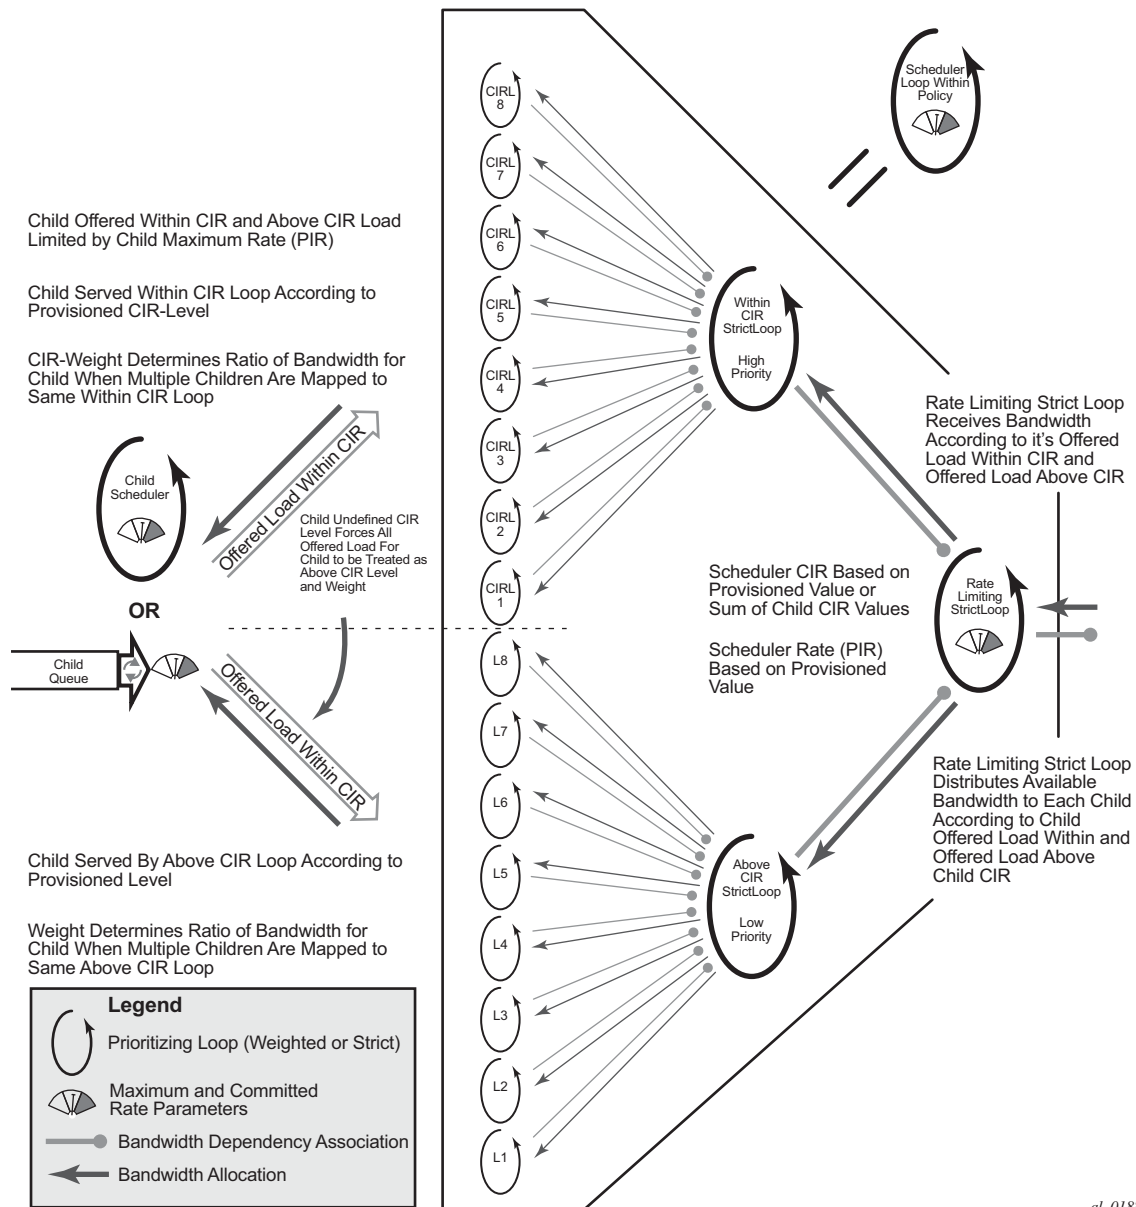 Scheduler
Loop Within
Policy
CIRL
8
CIRL
7
CIRL
6
CIRL
5
CIRL
4
CIRL
3
CIRL
2
CIRL
1
L8
L7
L6
L5
L4
L3
L2
L1
Child Offered Within CIR and Above CIR Load
Limited by Child Maximum Rate (PIR)
Child Served Within CIR Loop According to
Provisioned CIR-Level
CIR-Weight Determines Ratio of Bandwidth for
Child When Multiple Children Are Mapped to
Same Within CIR Loop
Child
Scheduler
Offered Load Within CIR
Child Undefined CIR
Level Forces All
Offered Load For
Child to be Treated as
Above CIR Level
and Weight
OR
Child
Queue
Offered Load Within CIR
Child Served By Above CIR Loop According to
Provisioned Level
Weight Determines Ratio of Bandwidth for
Child When Multiple Children Are Mapped to
Same Above CIR Loop
Within
CIR
StrictLoop
High
Priority
Rate Limiting Strict Loop
Receives Bandwidth
According to it's Offered
Load Within CIR and
Offered Load Above CIR
Scheduler CIR Based on
Provisioned Value or
Sum of Child CIR Values
Scheduler Rate (PIR)
Based on Provisioned
Value
Rate
Limiting
StrictLoop
Rate Limiting Strict Loop
Distributes Available
Bandwidth to Each Child
According to Child
Offered Load Within and
Offered Load Above
Child CIR
Above
CIR
StrictLoop
Low
Priority
Legend
Prioritizing Loop (Weighted or Strict)
Maximum and Committed
Rate Parameters
Bandwidth Dependency Association
Bandwidth Allocation